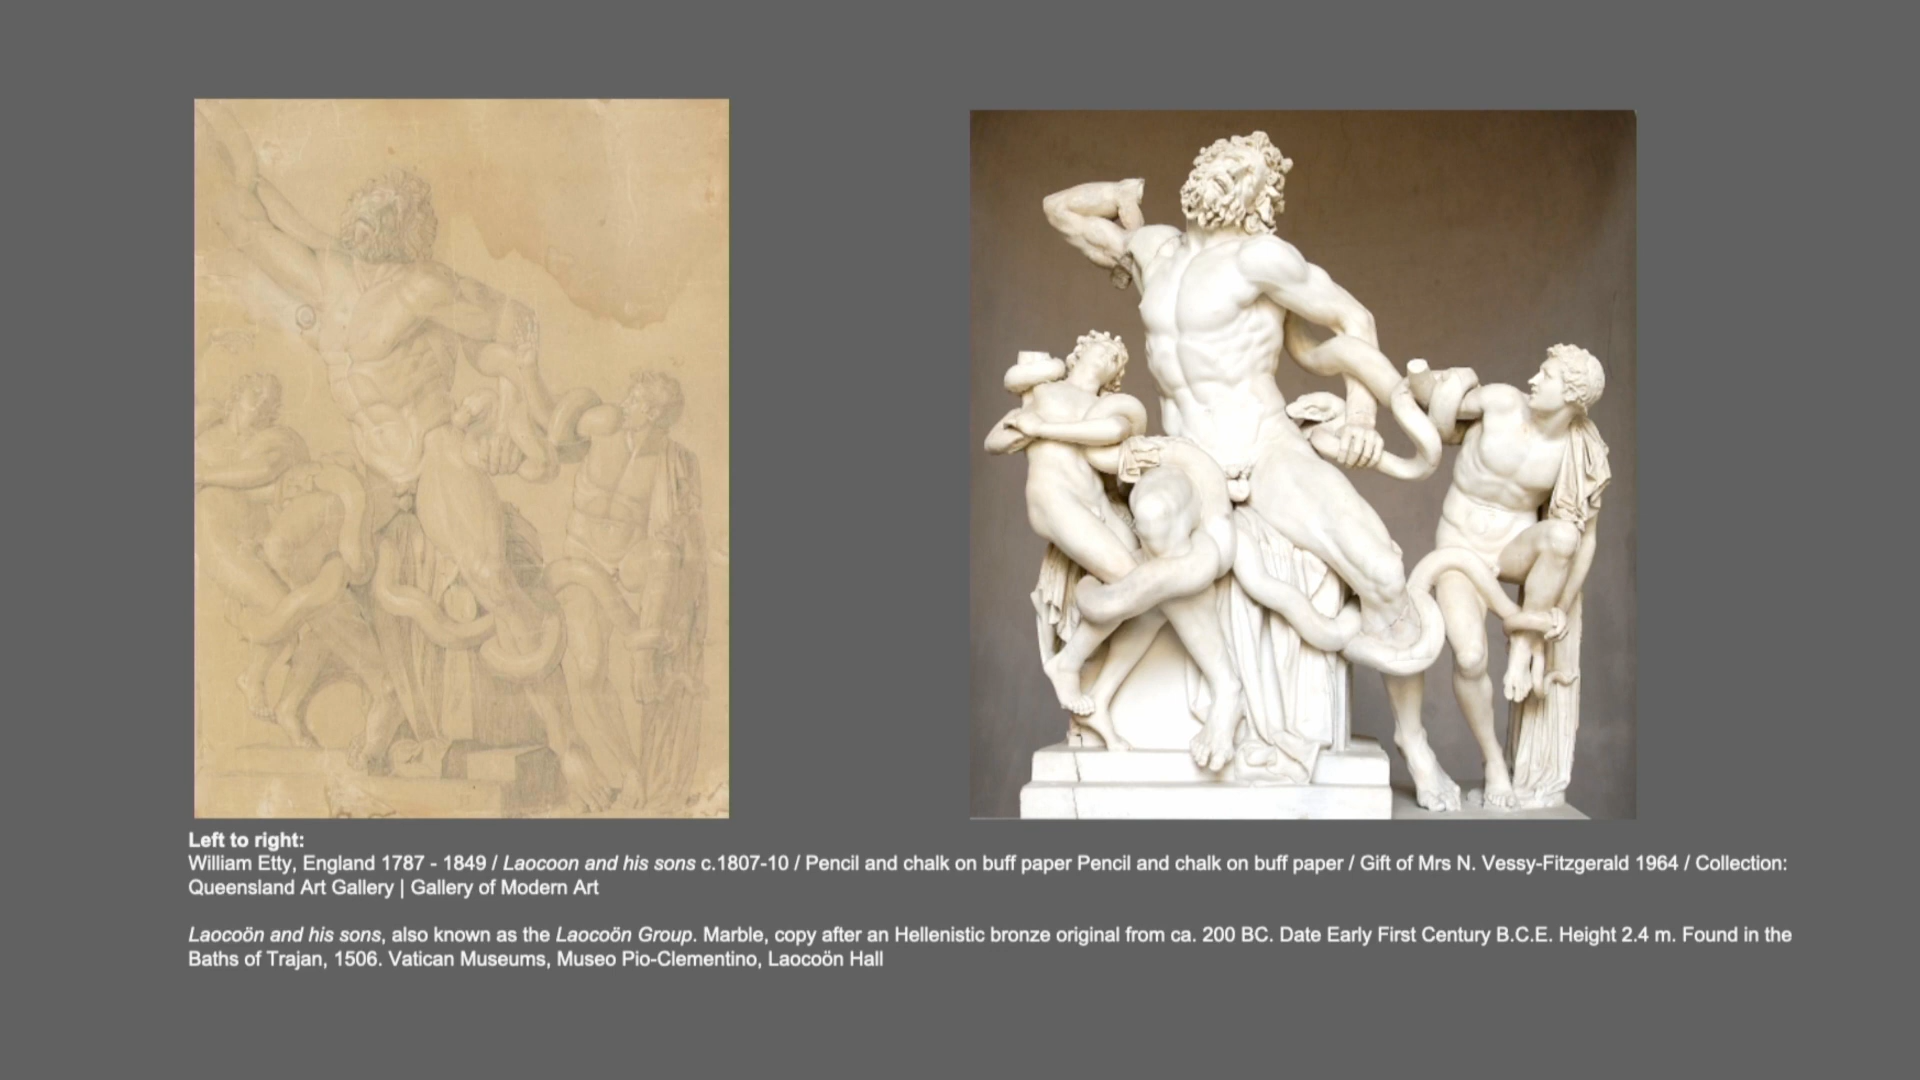 Left to right:
William Etty, England 1787 - 1849 / Laocoon and his sons c.1807-10 / Pencil and chalk on buff paper Pencil and chalk on buff paper / Gift of Mrs N. Vessy-Fitzgerald 1964 / Collection:
Queensland Art Gallery | Gallery of Modern Art
Laocoön and his sons, also known as the Laocoön Group. Marble, copy after an Hellenistic bronze original from ca. 200 BC. Date Early First Century B.C.E. Height 2.4 m. Found in the
Baths of Trajan, 1506. Vatican Museums, Museo Pio-Clementino, Laocoön Hall